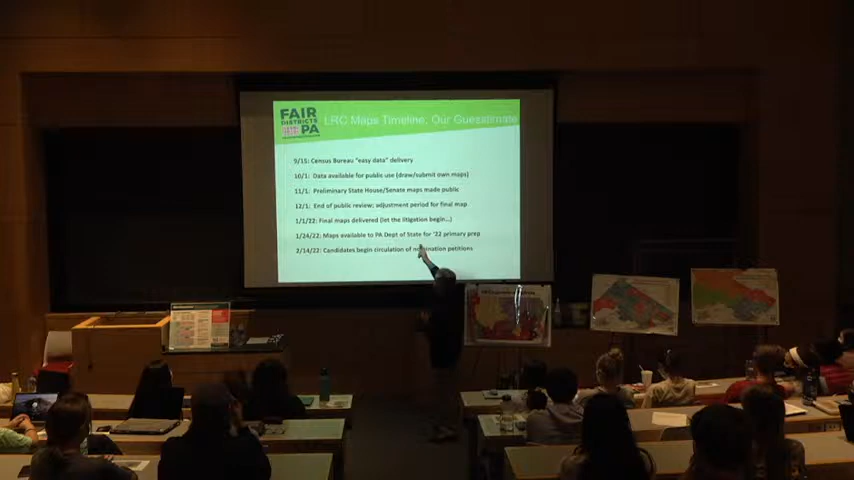 FAIR
DISTRICTS
PA
LRC Maps Timeline: Our Guesstimate
9/15: Census Bureau "easy data" delivery
10/1: Data available for public use (draw/submit own maps)
11/1: Preliminary State House/Senate maps made public
12/1: End of public review; adjustment period for final map
1/1/22: Final maps delivered (let the litigation begin...)
1/24/22: Maps available to PA Dept of State for '22 primary prep
2/14/22: Candidates begin circulation of nomination petitions